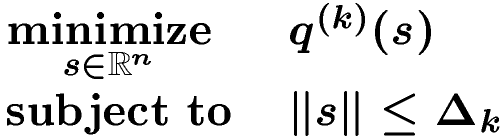 minimize q^{(k)}(s)
s∈ℝ^n
subject to ||s|| ≤ Δ_k